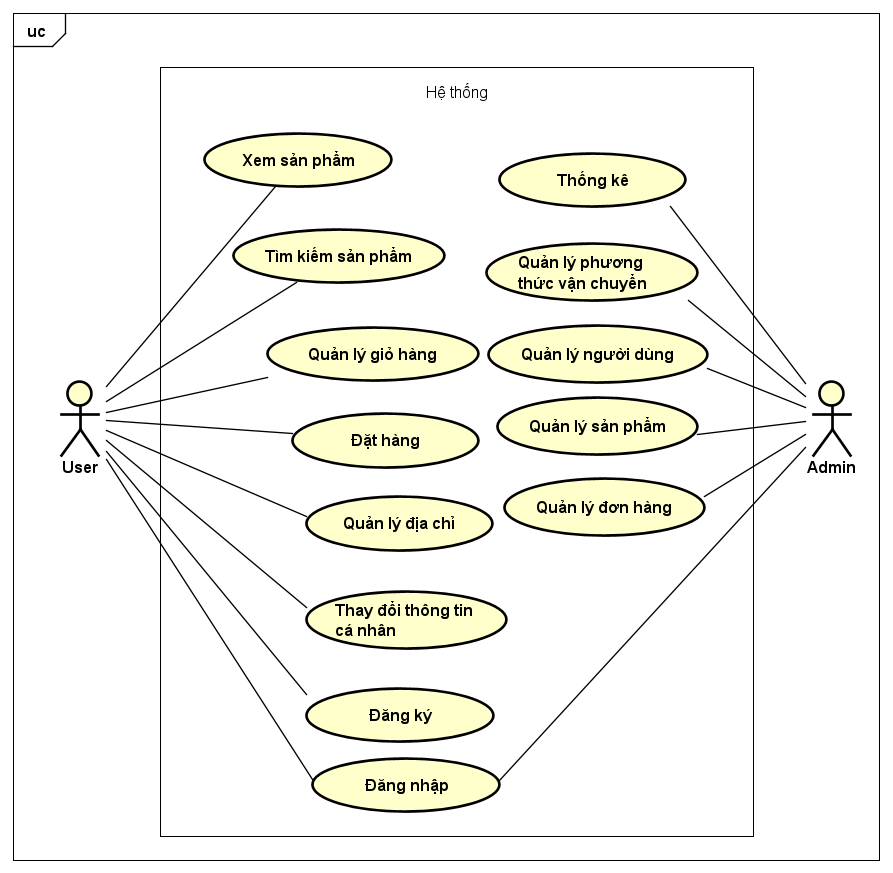 uc
Hệ thống
Xem sản phẩm
Thống kê
Tìm kiếm sản phẩm
Quản lý phương
thức vận chuyển
Quản lý giỏ hàng
Quản lý người dùng
Đặt hàng
Quản lý sản phẩm
User
Admin
Quản lý địa chỉ
Quản lý đơn hàng
Thay đổi thông tin
cá nhân
Đăng ký
Đăng nhập